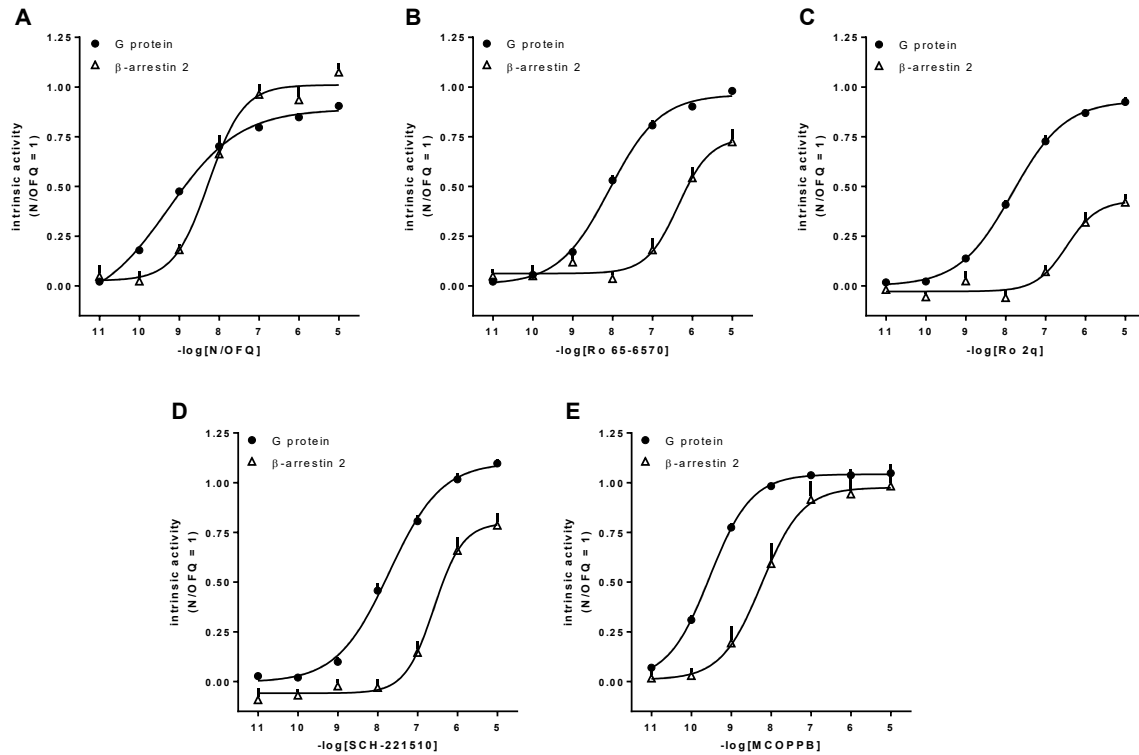 A
1.25
1.00
0.75
0.50
0.25
0.00
intrinsic activity
(N/OFQ = 1)
G protein
β-arrestin 2
11 10 9 8 7 6 5
-log[N/OFQ]
B
1.25
1.00
0.75
0.50
0.25
0.00
intrinsic activity
(N/OFQ = 1)
G protein
β-arrestin 2
11 10 9 8 7 6 5
-log[Ro 65-6570]
C
1.25
1.00
0.75
0.50
0.25
0.00
intrinsic activity
(N/OFQ = 1)
G protein
β-arrestin 2
11 10 9 8 7 6 5
-log[Ro 2q]
D
1.25
1.00
0.75
0.50
0.25
0.00
intrinsic activity
(N/OFQ = 1)
G protein
β-arrestin 2
11 10 9 8 7 6 5
-log[SCH-221510]
E
1.25
1.00
0.75
0.50
0.25
0.00
intrinsic activity
(N/OFQ = 1)
G protein
β-arrestin 2
11 10 9 8 7 6 5
-log[MCOPPB]